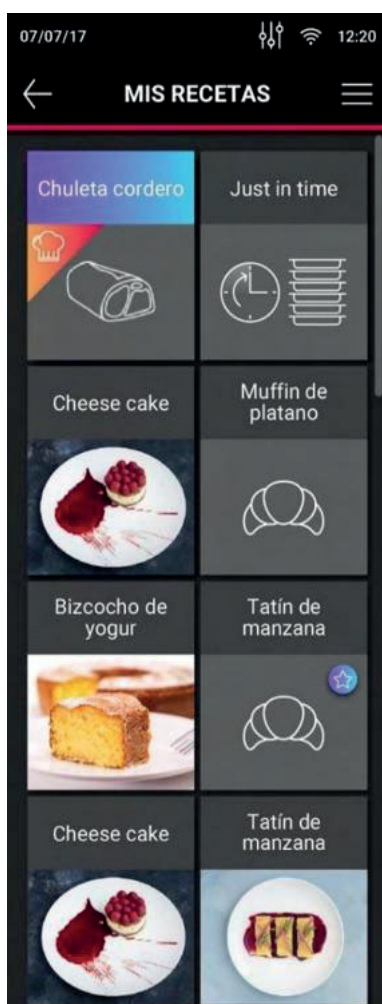 07/07/17 12:20
MIS RECETAS
Chuleta cordero
Just in time
Cheese cake
Muffin de
platano
Bizcocho de
yogur
Tatín de
manzana
Cheese cake
Tatín de
manzana